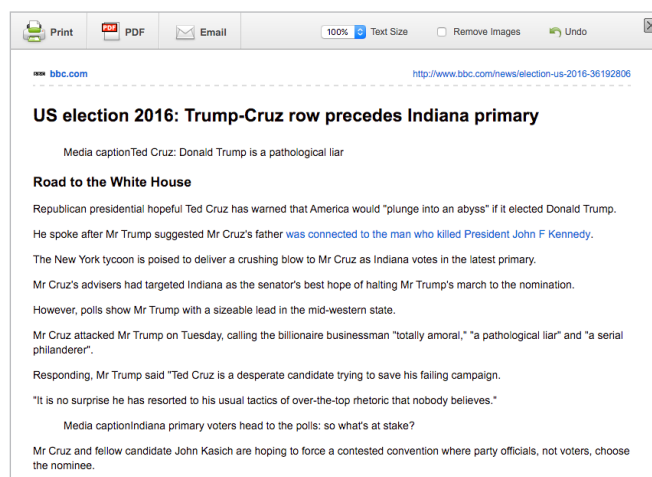 Print PDF PDF Email 100% Text Size Remove Images Undo
BBC bbc.com http://www.bbc.com/news/election-us-2016-36192806
US election 2016: Trump-Cruz row precedes Indiana primary
Media captionTed Cruz: Donald Trump is a pathological liar
Road to the White House
Republican presidential hopeful Ted Cruz has warned that America would "plunge into an abyss" if it elected Donald Trump.
He spoke after Mr Trump suggested Mr Cruz's father was connected to the man who killed President John F Kennedy.
The New York tycoon is poised to deliver a crushing blow to Mr Cruz as Indiana votes in the latest primary.
Mr Cruz's advisers had targeted Indiana as the senator's best hope of halting Mr Trump's march to the nomination.
However, polls show Mr Trump with a sizeable lead in the mid-western state.
Mr Cruz attacked Mr Trump on Tuesday, calling the billionaire businessman "totally amoral," "a pathological liar" and "a serial
philanderer".
Responding, Mr Trump said "Ted Cruz is a desperate candidate trying to save his failing campaign.
"It is no surprise he has resorted to his usual tactics of over-the-top rhetoric that nobody believes."
Media captionIndiana primary voters head to the polls: so what's at stake?
Mr Cruz and fellow candidate John Kasich are hoping to force a contested convention where party officials, not voters, choose
the nominee.